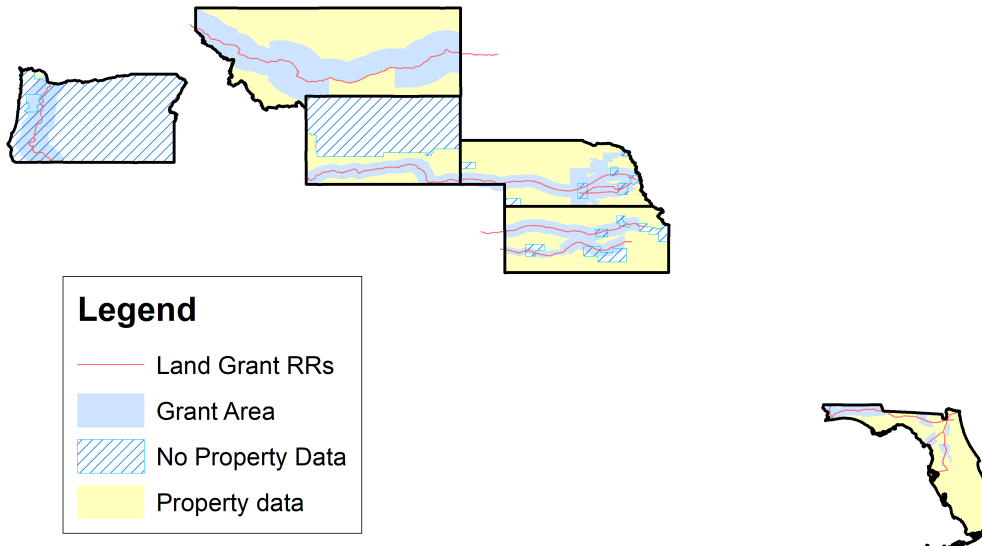 Legend
Land Grant RRs
Grant Area
No Property Data
Property data